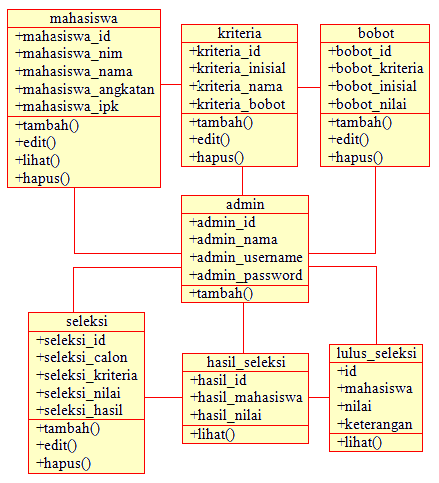 mahasiswa
+mahasiswa_id
+mahasiswa_nim
+mahasiswa_nama
+mahasiswa_angkatan
+mahasiswa_ipk
+tambah()
+edit()
+lihat()
+hapus()
kriteria
+kriteria_id
+kriteria_inisial
+kriteria_nama
+kriteria_bobot
+tambah()
+edit()
+hapus()
bobot
+bobot_id
+bobot_kriteria
+bobot_inisial
+bobot_nilai
+tambah()
+edit()
+hapus()
admin
+admin_id
+admin_nama
+admin_username
+admin_password
+tambah()
seleksi
+seleksi_id
+seleksi_calon
+seleksi_kriteria
+seleksi_nilai
+seleksi_hasil
+tambah()
+edit()
+hapus()
hasil_seleksi
+hasil_id
+hasil_mahasiswa
+hasil_nilai
+lihat()
lulus_seleksi
+id
+mahasiswa
+nilai
+keterangan
+lihat()